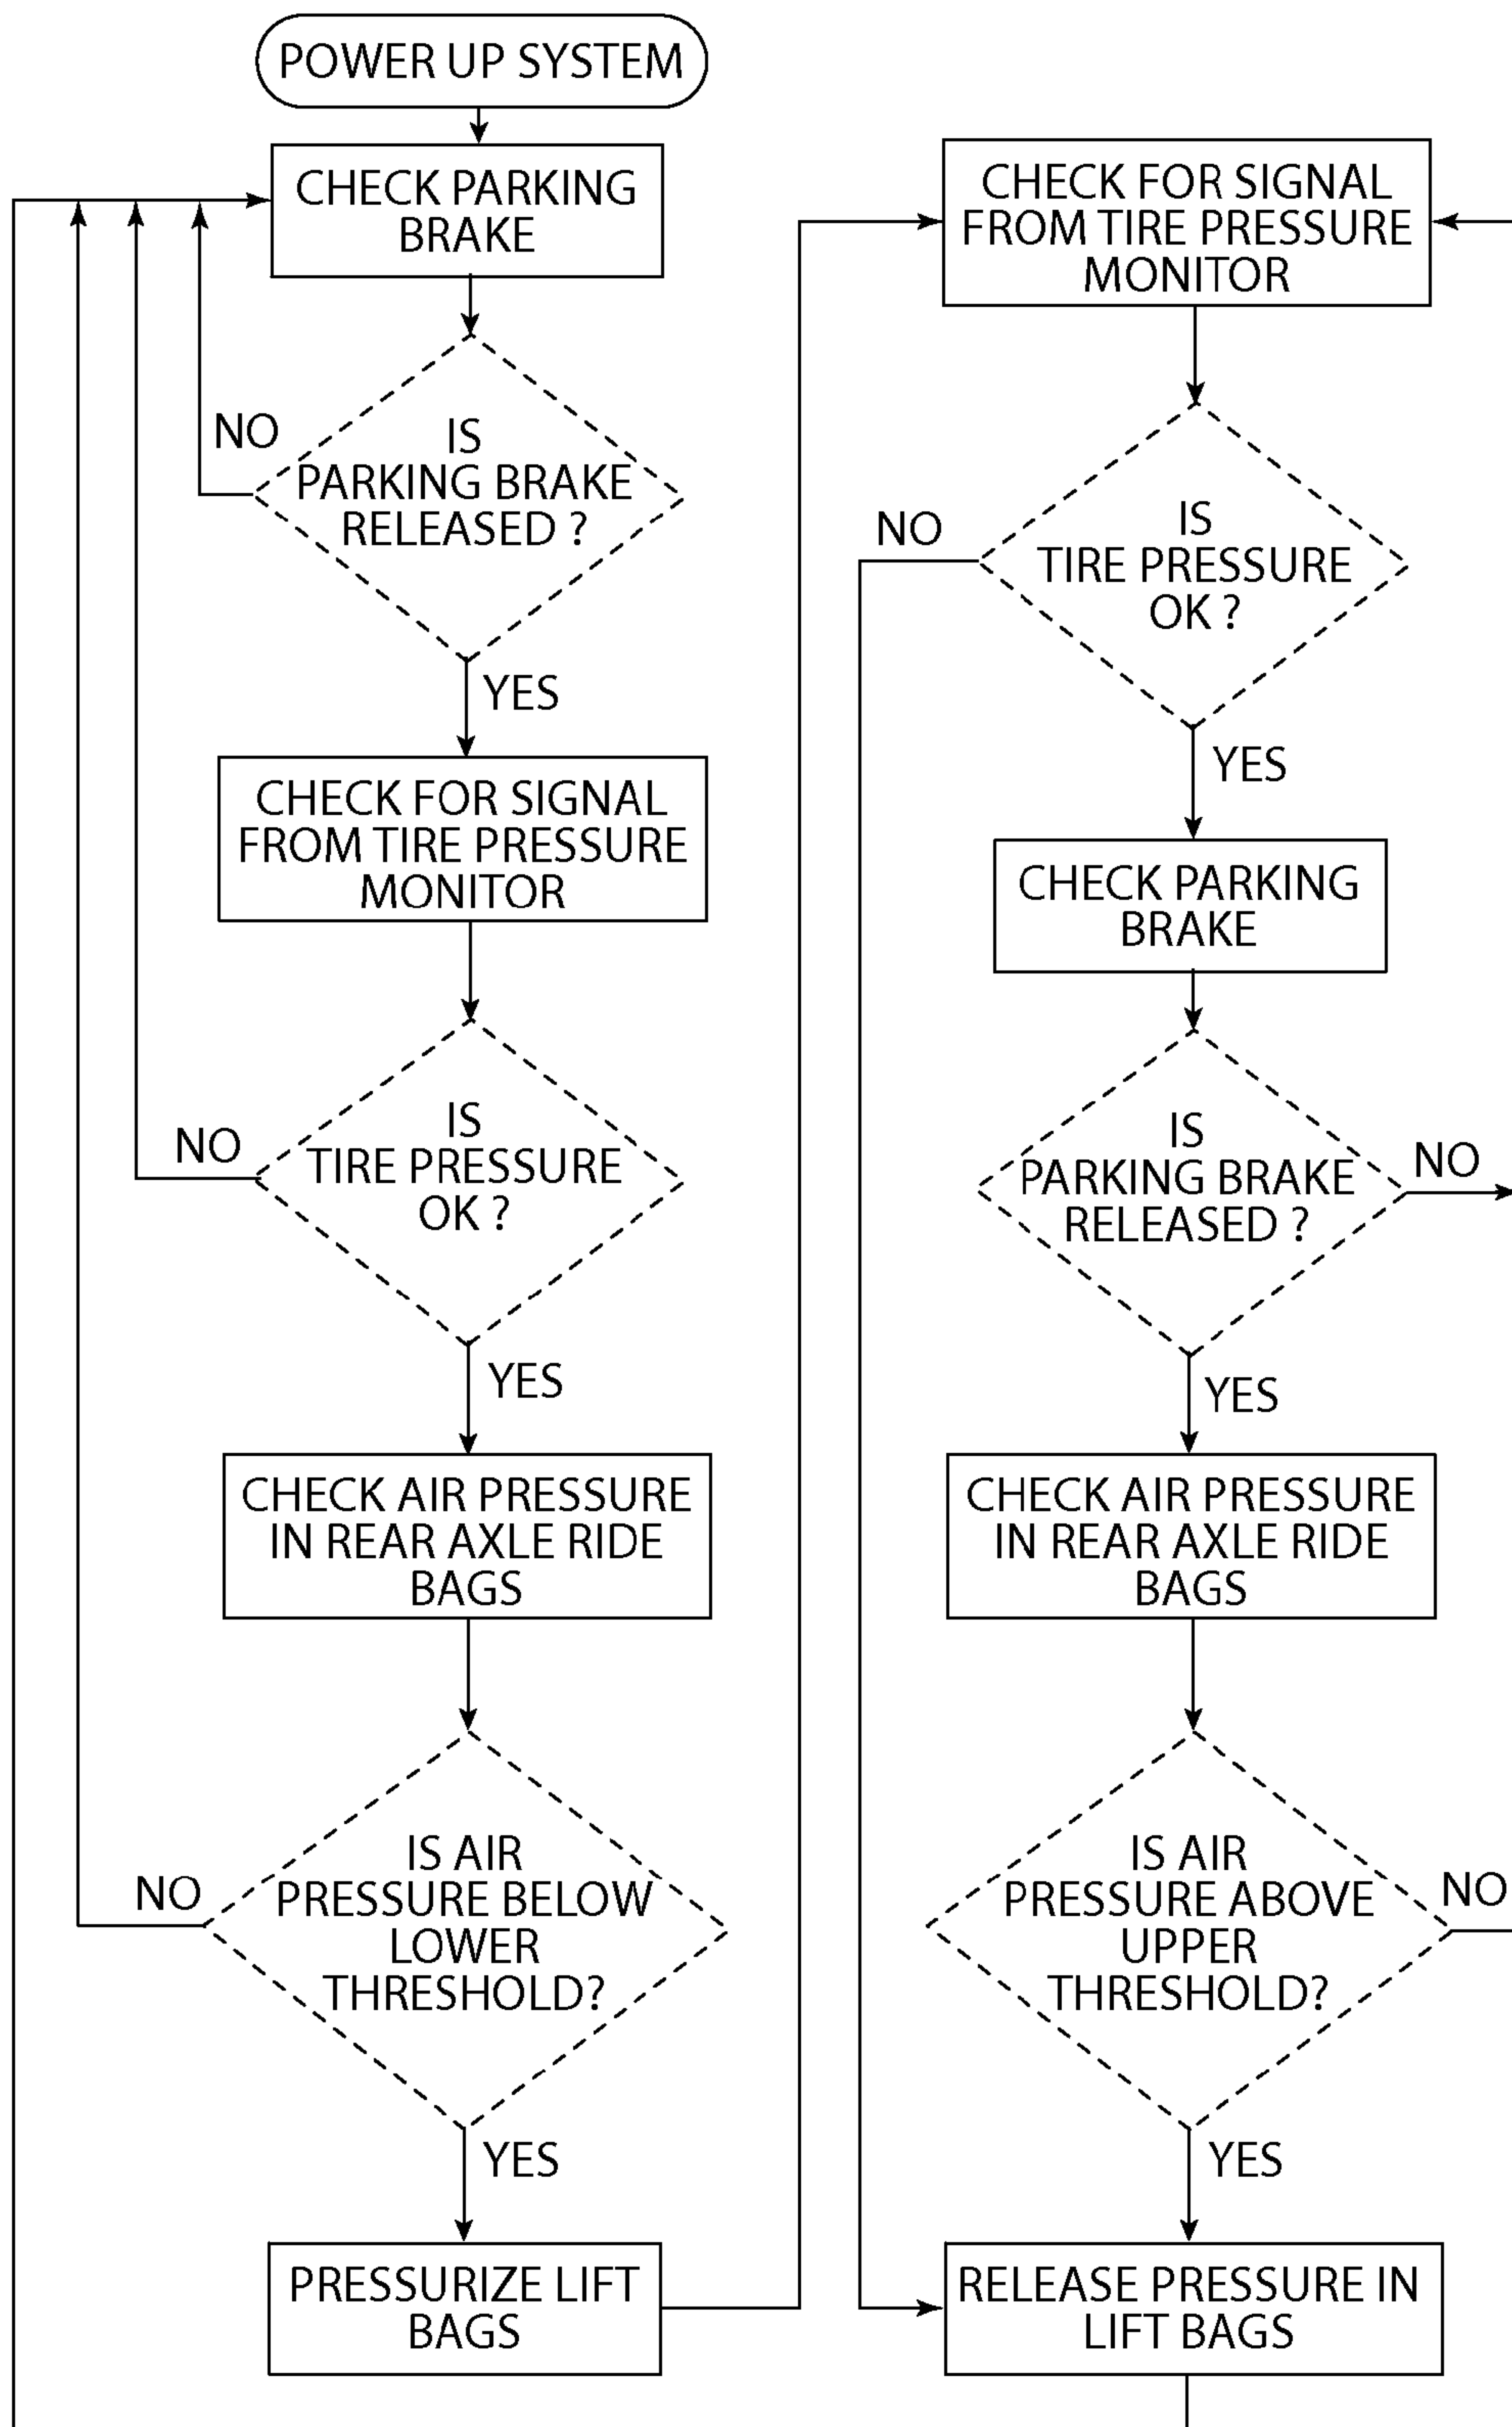 POWER UP SYSTEM
CHECK PARKING
BRAKE
NO
IS
PARKING BRAKE
RELEASED ?
YES
CHECK FOR SIGNAL
FROM TIRE PRESSURE
MONITOR
NO
IS
TIRE PRESSURE
OK ?
YES
CHECK AIR PRESSURE
IN REAR AXLE RIDE
BAGS
NO
IS AIR
PRESSURE BELOW
LOWER
THRESHOLD?
YES
PRESSURIZE LIFT
BAGS
CHECK FOR SIGNAL
FROM TIRE PRESSURE
MONITOR
NO
IS
TIRE PRESSURE
OK ?
YES
CHECK PARKING
BRAKE
IS
PARKING BRAKE
RELEASED ?
NO
YES
CHECK AIR PRESSURE
IN REAR AXLE RIDE
BAGS
IS AIR
PRESSURE ABOVE
UPPER
THRESHOLD?
NO
YES
RELEASE PRESSURE IN
LIFT BAGS